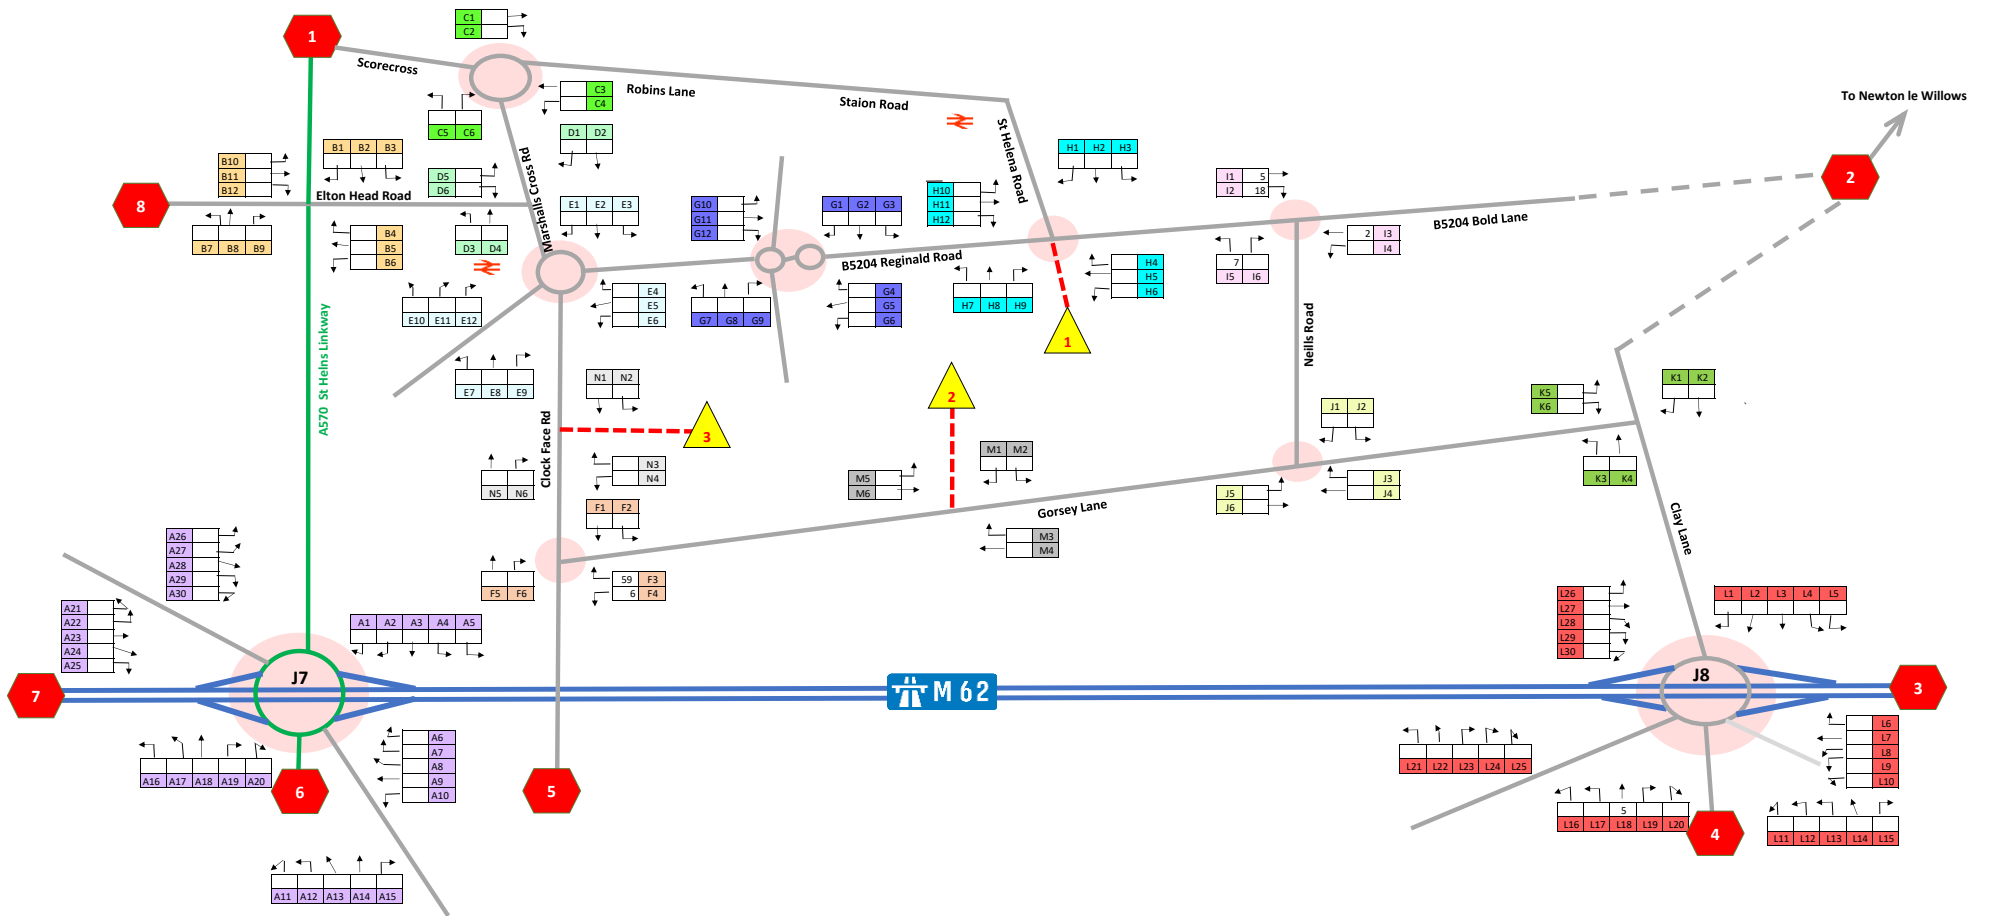 C1
C2
1
Scorecross
Robins Lane
C3
C4
Staion Road
To Newton le Willows
C5 C6
D1 D2
St Helena Road
H1 H2 H3
B10
B11
B12
B1 B2 B3
Marshalls Cross Rd
D5
D6
I1 5
I2 18
2
8
Elton Head Road
E1 E2 E3
G10
G11
G12
G1 G2 G3
H10
H11
H12
B5204 Bold Lane
B7 B8 B9
B4
B5
B6
D3 D4
2 I3
I4
B5204 Reginald Road
7
I5 I6
H4
H5
H6
E10 E11 E12
E4
E5
E6
G7 G8 G9
G4
G5
G6
H7 H8 H9
1
Neills Road
A570 St Helns Linkway
E7 E8 E9
N1 N2
2
K5
K6
K1 K2
J1 J2
3
Clock Face Rd
N5 N6
N3
N4
M5
M6
M1 M2
J5
J6
J3
J4
K3 K4
Gorsey Lane
F1 F2
Clay Lane
M3
M4
A26
A27
A28
A29
A30
F5 F6
59 F3
6 F4
A21
A22
A23
A24
A25
A1 A2 A3 A4 A5
L26
L27
L28
L29
L30
L1 L2 L3 L4 L5
7
J7
M 62
J8
3
A16 A17 A18 A19 A20
6
A6
A7
A8
A9
A10
5
L21 L22 L23 L24 L25
L6
L7
L8
L9
L10
5
L16 L17 L18 L19 L20
4
L11 L12 L13 L14 L15
A11 A12 A13 A14 A15